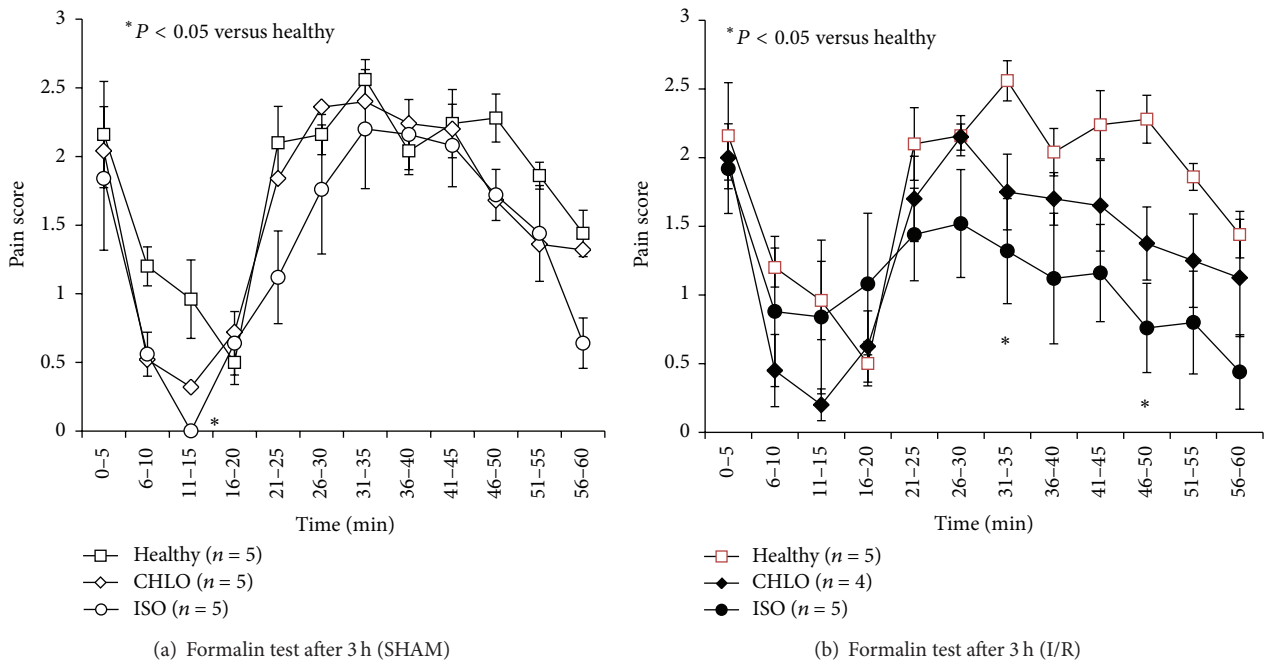 * P < 0.05 versus healthy
3
2.5
2
1.5
1
0.5
0
Pain score
*
0–5
6–10
11–15
16–20
21–25
26–30
31–35
36–40
41–45
46–50
51–55
56–60
Time (min)
Healthy (n = 5)
CHLO (n = 5)
ISO (n = 5)
(a) Formalin test after 3 h (SHAM)
* P < 0.05 versus healthy
3
2.5
2
1.5
1
0.5
0
Pain score
*
*
0–5
6–10
11–15
16–20
21–25
26–30
31–35
36–40
41–45
46–50
51–55
56–60
Time (min)
Healthy (n = 5)
CHLO (n = 4)
ISO (n = 5)
(b) Formalin test after 3 h (I/R)